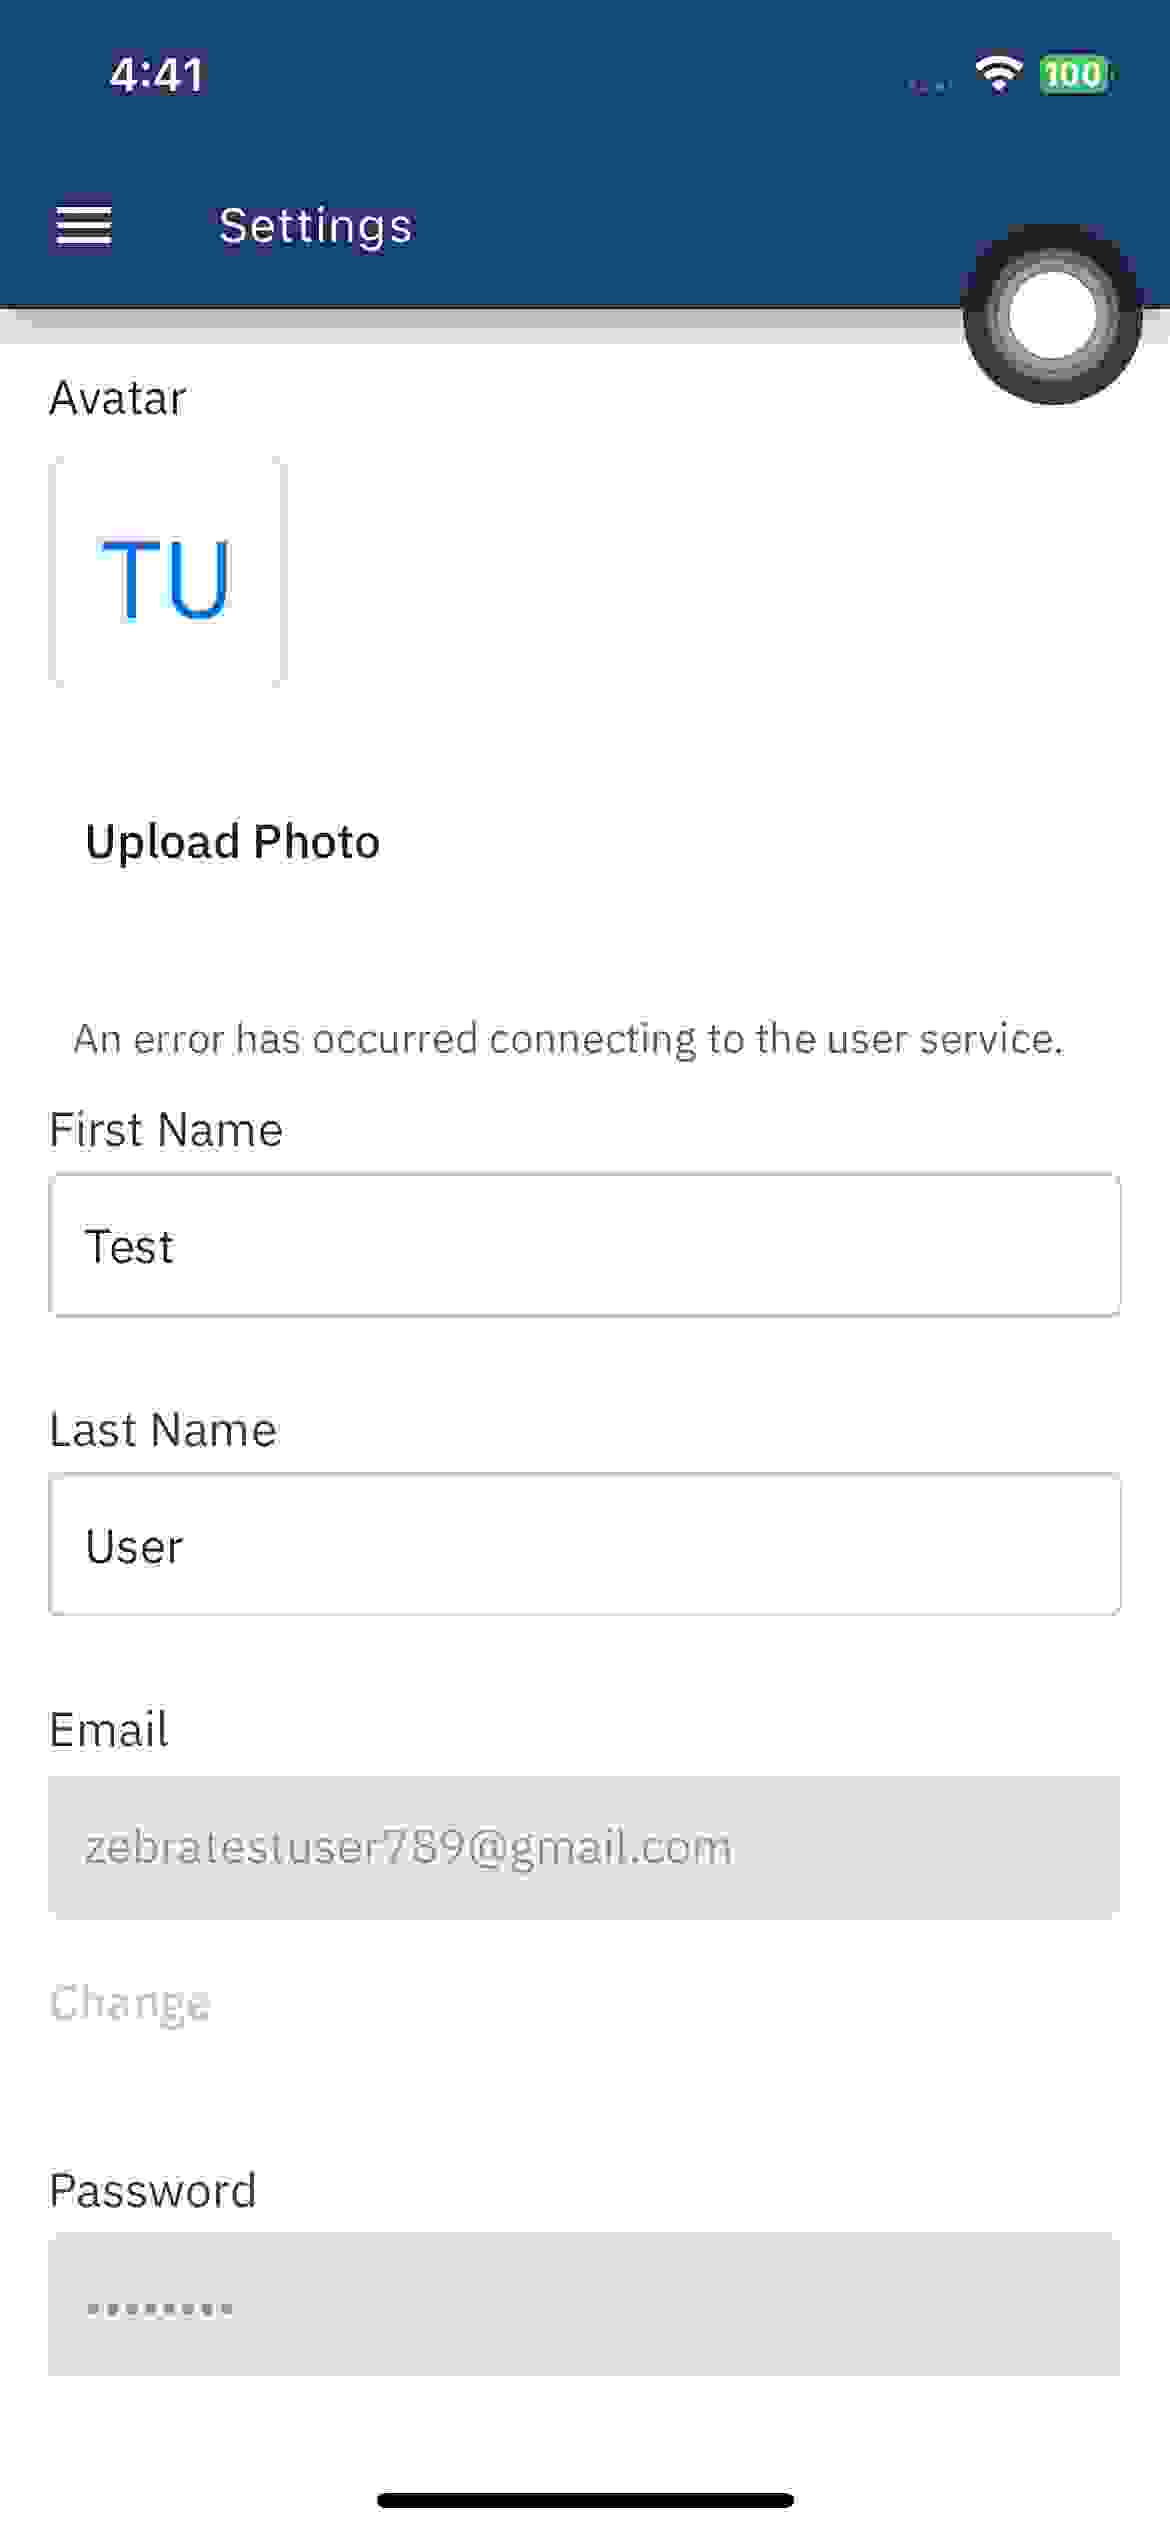 4:41
100
Settings
Avatar
TU
Upload Photo
An error has occurred connecting to the user service.
First Name
Test
Last Name
User
Email
zebratestuser789@gmail.com
Change
Password
••••••••